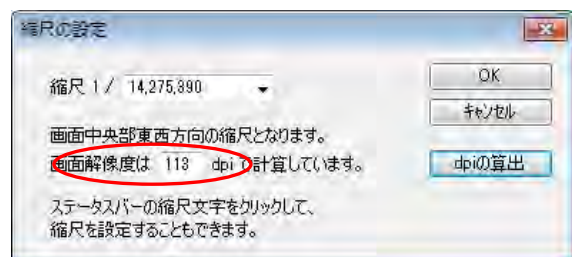 縮尺の設定
縮尺 1 / 14,275,390
OK
キャンセル
画面中央部東西方向の縮尺となります。
画面解像度は 113 dpi で計算しています。
dpiの算出
ステータスバーの縮尺文字をクリックして、
縮尺を設定することもできます。